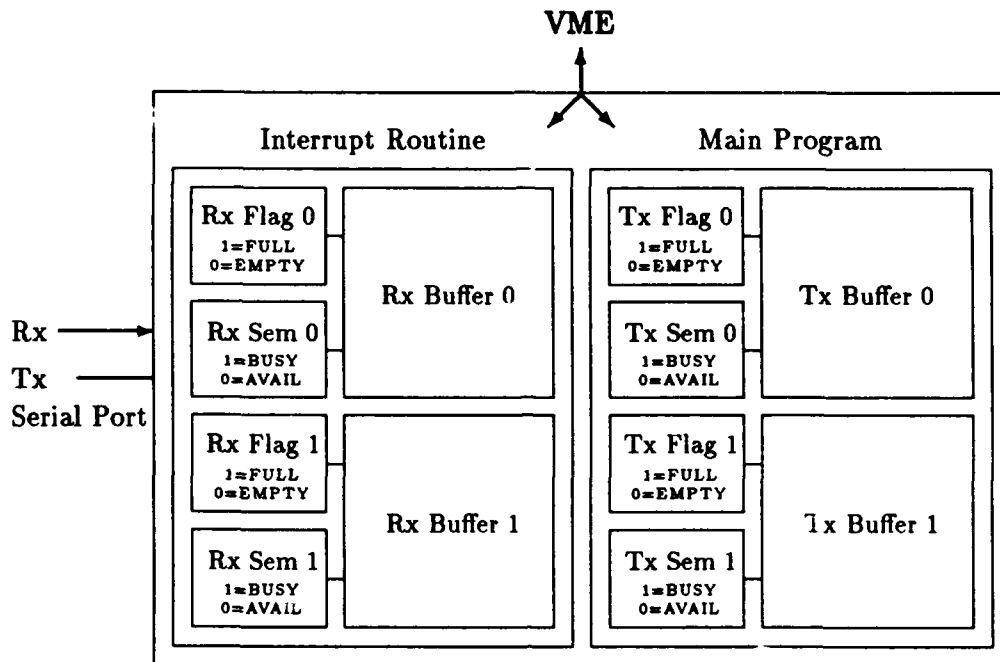 VME
Interrupt Routine
Main Program
Rx Flag 0
1=FULL
0=EMPTY
Rx Sem 0
1=BUSY
0=AVAIL
Rx Buffer 0
Rx Flag 1
1=FULL
0=EMPTY
Rx Sem 1
1=BUSY
0=AVAIL
Rx Buffer 1
Tx Flag 0
1=FULL
0=EMPTY
Tx Sem 0
1=BUSY
0=AVAIL
Tx Buffer 0
Tx Flag 1
1=FULL
0=EMPTY
Tx Sem 1
1=BUSY
0=AVAIL
Tx Buffer 1
Rx
Tx
Serial Port